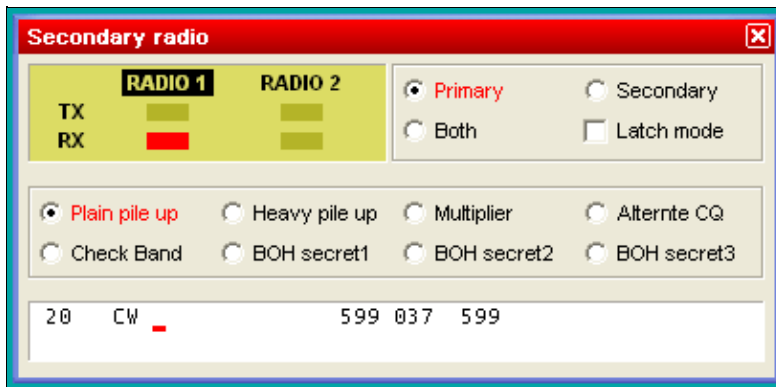 Secondary radio
RADIO 1 RADIO 2
TX
RX
Primary Secondary
Both Latch mode
Plain pile up Heavy pile up Multiplier Alternte CQ
Check Band BOH secret1 BOH secret2 BOH secret3
20 CW _ 599 037 599